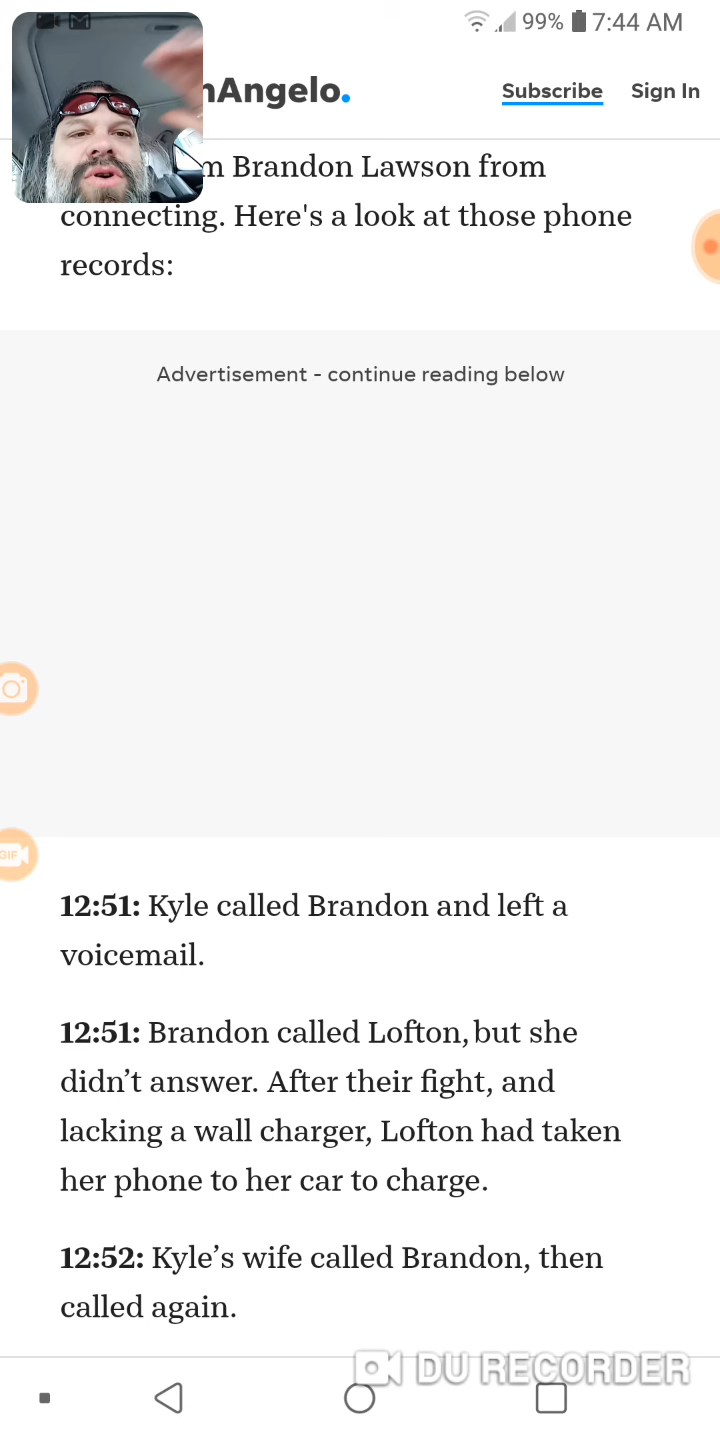 99% 7:44 AM
nAngelo.
Subscribe Sign In
m Brandon Lawson from
connecting. Here's a look at those phone
records:
Advertisement - continue reading below
GIF
12:51: Kyle called Brandon and left a
voicemail.
12:51: Brandon called Lofton, but she
didn’t answer. After their fight, and
lacking a wall charger, Lofton had taken
her phone to her car to charge.
12:52: Kyle’s wife called Brandon, then
called again.
DU RECORDER